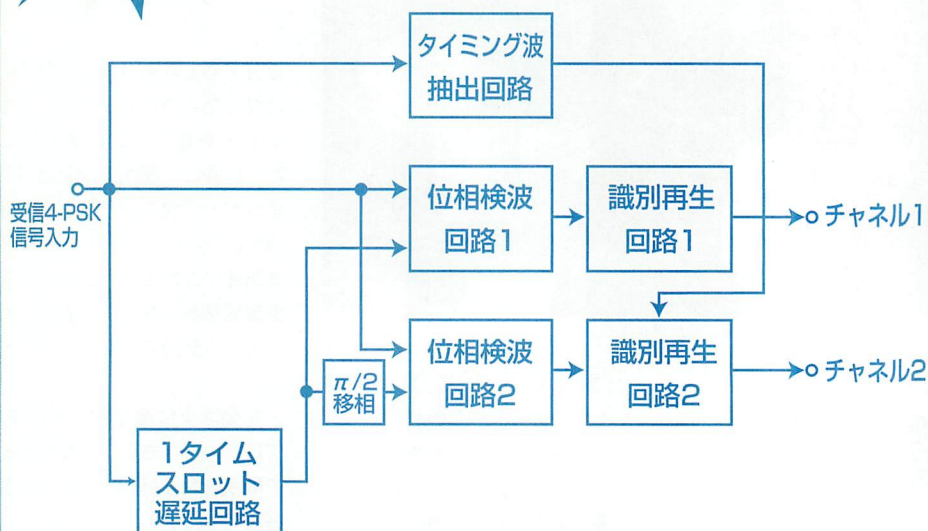 タイミング波
抽出回路
受信4-PSK
信号入力
位相検波
回路1
識別再生
回路1
チャネル1
位相検波
回路2
識別再生
回路2
チャネル2
π/2
移相
1タイム
スロット
遅延回路